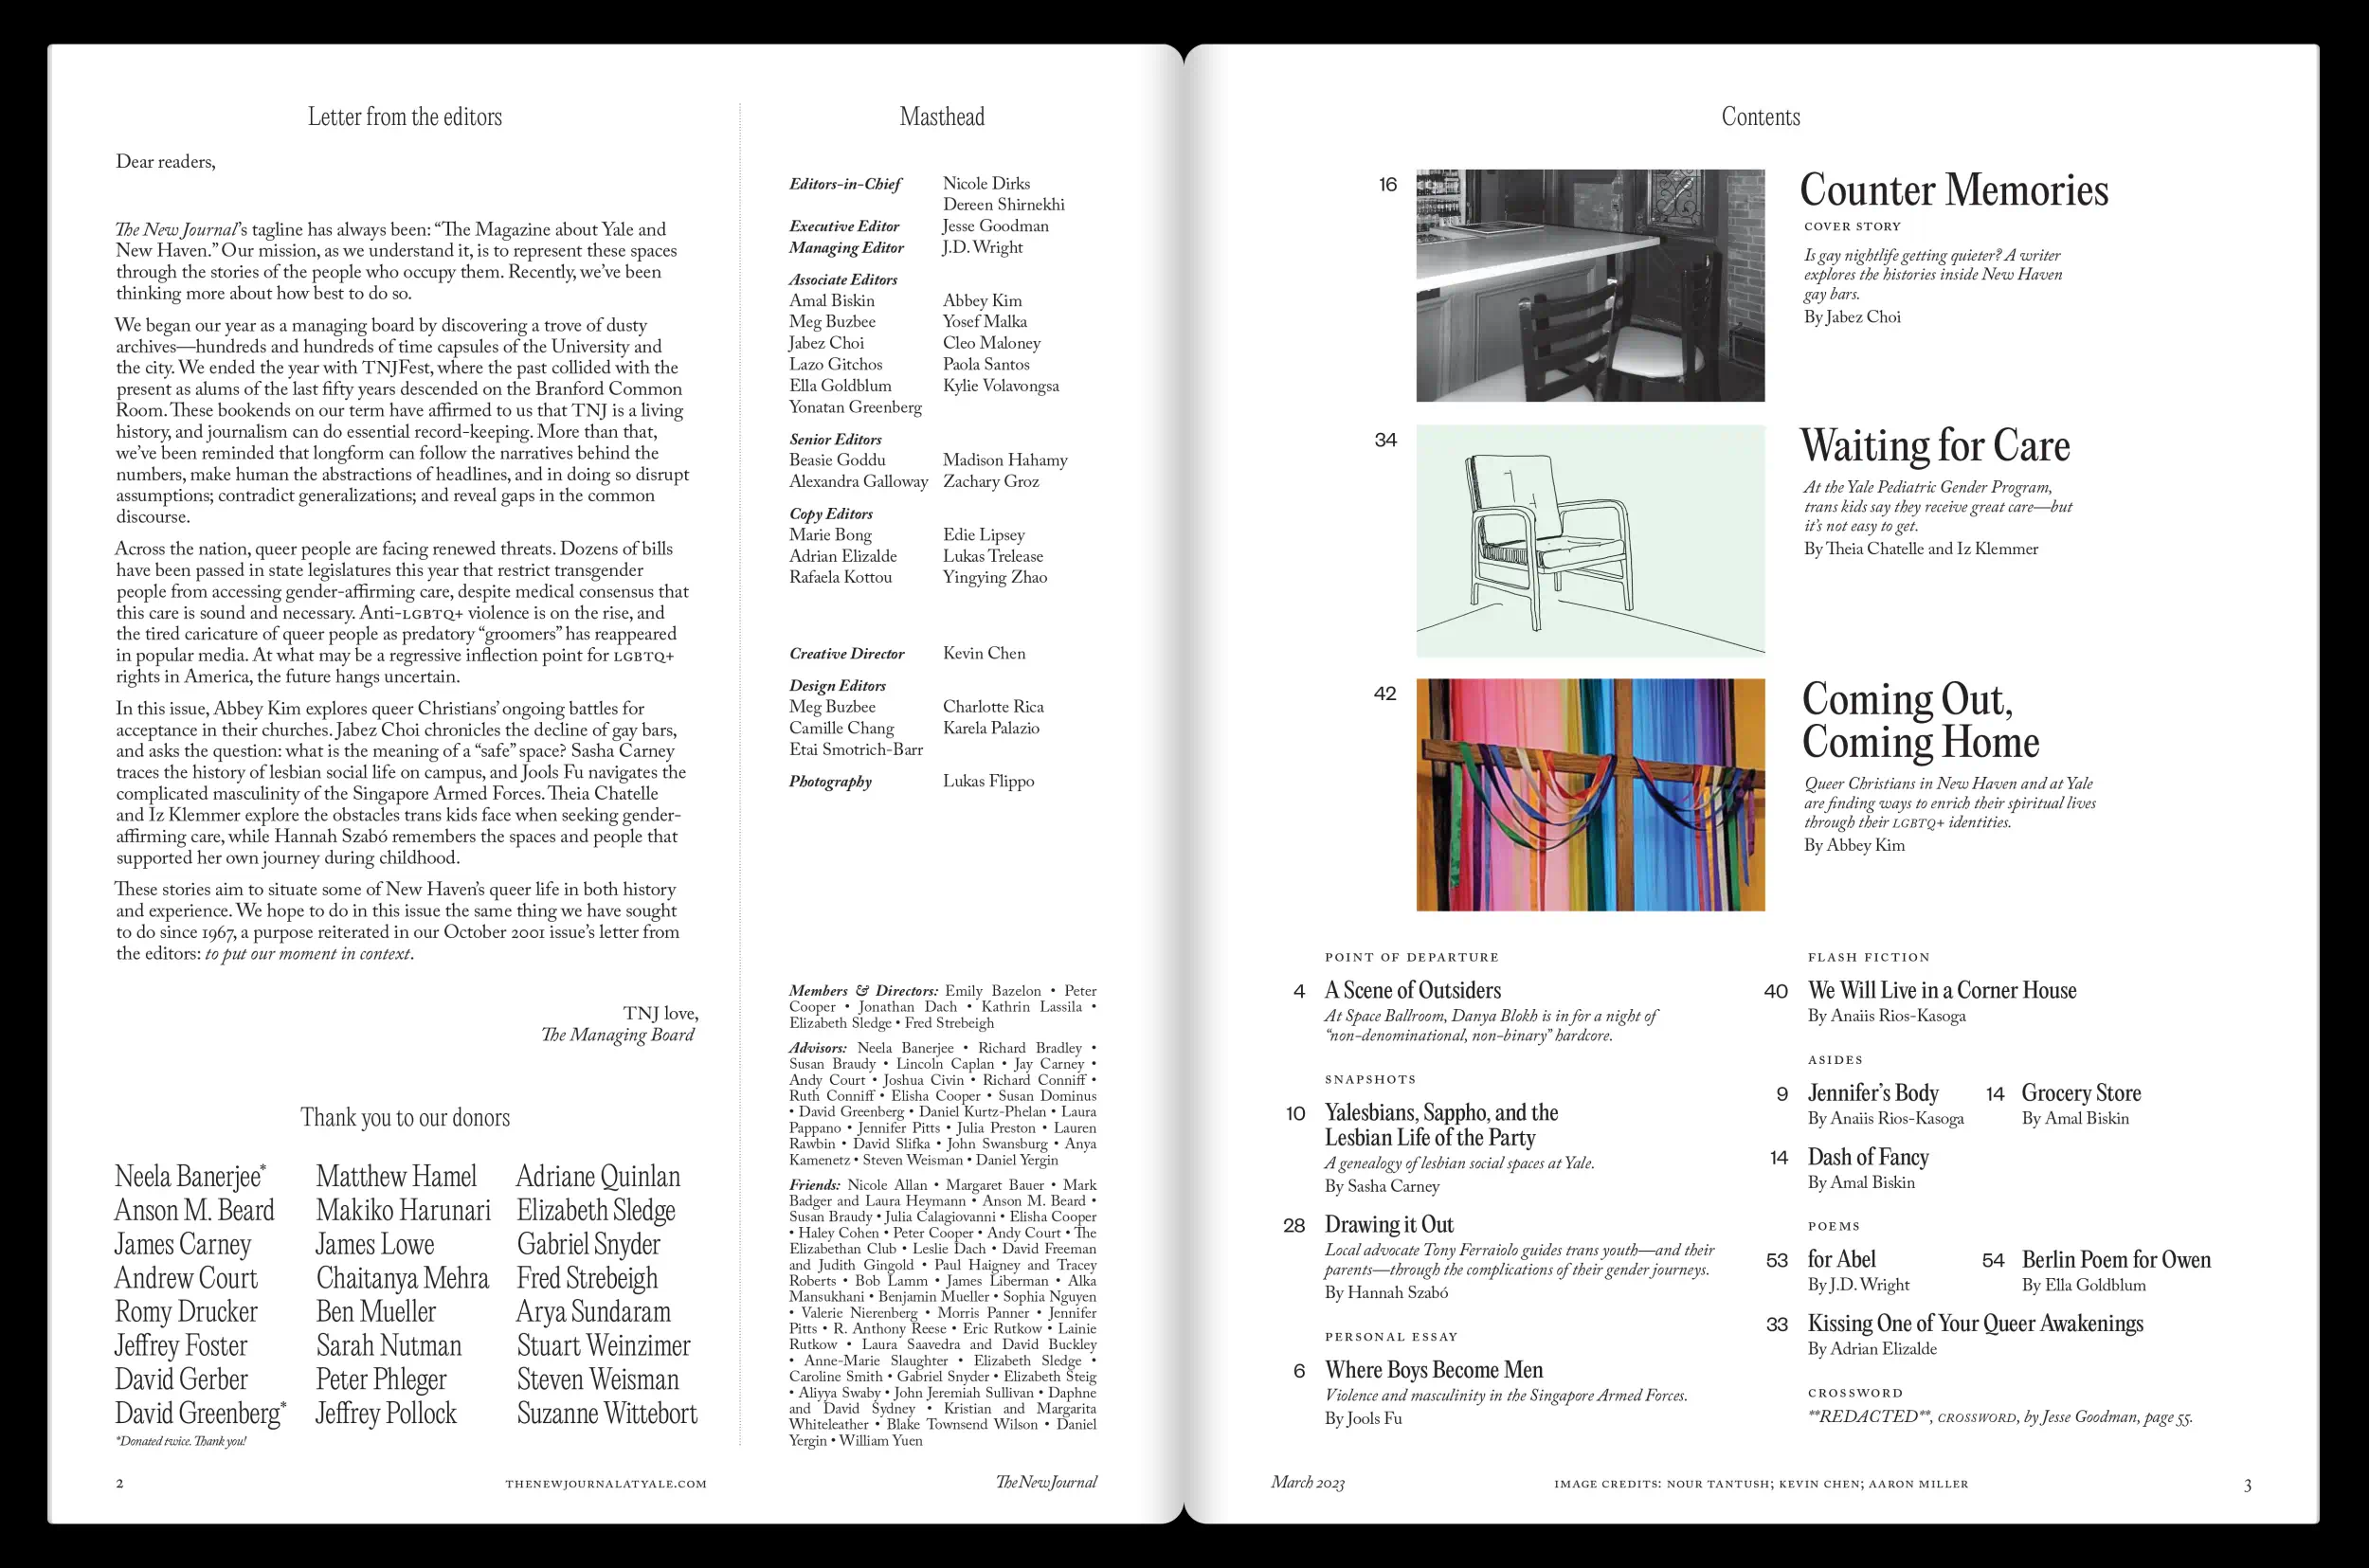 Letter from the editors
Dear readers,
The New Journal's tagline has always been: “The Magazine about Yale and
New Haven.” Our mission, as we understand it, is to represent these spaces
through the stories of the people who occupy them. Recently, we've been
thinking more about how best to do so.
We began our year as a managing board by discovering a trove of dusty
archives—hundreds and hundreds of time capsules of the University and
the city. We ended the year with TNJFest, where the past collided with the
present as alums of the last fifty years descended on the Branford Common
Room. These bookends on our term have affirmed to us that TNJ is a living
history, and journalism can do essential record-keeping. More than that,
we've been reminded that longform can follow the narratives behind the
numbers, make human the abstractions of headlines, and in doing so disrupt
assumptions; contradict generalizations; and reveal gaps in the common
discourse.
Across the nation, queer people are facing renewed threats. Dozens of bills
have been passed in state legislatures this year that restrict transgender
people from accessing gender-affirming care, despite medical consensus that
this care is sound and necessary. Anti-LGBTQ+ violence is on the rise, and
the tired caricature of queer people as predatory “groomers” has reappeared
in popular media. At what may be a regressive inflection point for LGBTQ+
rights in America, the future hangs uncertain.
In this issue, Abbey Kim explores queer Christians' ongoing battles for
acceptance in their churches. Jabez Choi chronicles the decline of gay bars,
and asks the question: what is the meaning of a “safe” space? Sasha Carney
traces the history of lesbian social life on campus, and Jools Fu navigates the
complicated masculinity of the Singapore Armed Forces. Theia Chatelle
and Iz Klemmer explore the obstacles trans kids face when seeking gender-
affirming care, while Hannah Szabó remembers the spaces and people that
supported her own journey during childhood.
These stories aim to situate some of New Haven's queer life in both history
and experience. We hope to do in this issue the same thing we have sought
to do since 1967, a purpose reiterated in our October 2001 issue's letter from
the editors: to put our moment in context.
TNJ love,
The Managing Board
Thank you to our donors
Neela Banerjee* Matthew Hamel Adriane Quinlan
Anson M. Beard Makiko Harunari Elizabeth Sledge
James Carney James Lowe Gabriel Snyder
Andrew Court Chaitanya Mehra Fred Strebeigh
Romy Drucker Ben Mueller Arya Sundaram
Jeffrey Foster Sarah Nutman Stuart Weinzimer
David Gerber Peter Phleger Steven Weisman
David Greenberg* Jeffrey Pollock Suzanne Wittebort
*Donated twice. Thank you!
2 THENEWJOURNALATYALE.COM
Masthead
Editors-in-Chief Nicole Dirks
Dereen Shirnekhi
Executive Editor Jesse Goodman
Managing Editor J.D. Wright
Associate Editors
Amal Biskin Abbey Kim
Meg Buzbee Yosef Malka
Jabez Choi Cleo Maloney
Lazo Gitchos Paola Santos
Ella Goldblum Kylie Volavongsa
Yonatan Greenberg
Senior Editors
Beasie Goddu Madison Hahamy
Alexandra Galloway Zachary Groz
Copy Editors
Marie Bong Edie Lipsey
Adrian Elizalde Lukas Trelease
Rafaela Kottou Yingying Zhao
Creative Director Kevin Chen
Design Editors
Meg Buzbee Charlotte Rica
Camille Chang Karela Palazio
Etai Smotrich-Barr
Photography Lukas Flippo
Members & Directors: Emily Bazelon • Peter
Cooper • Jonathan Dach • Kathrin Lassila •
Elizabeth Sledge • Fred Strebeigh
Advisors: Neela Banerjee • Richard Bradley •
Susan Braudy • Lincoln Caplan • Jay Carney •
Andy Court • Joshua Civin • Richard Conniff •
Ruth Conniff • Elisha Cooper • Susan Dominus
• David Greenberg • Daniel Kurtz-Phelan • Laura
Pappano • Jennifer Pitts • Julia Preston • Lauren
Rawbin • David Slifka • John Swansburg • Anya
Kamenetz • Steven Weisman • Daniel Yergin
Friends: Nicole Allan • Margaret Bauer • Mark
Badger and Laura Heymann • Anson M. Beard •
Susan Braudy • Julia Calagiovanni • Elisha Cooper
• Haley Cohen • Peter Cooper • Andy Court • The
Elizabethan Club • Leslie Dach • David Freeman
and Judith Gingold • Paul Haigney and Tracey
Roberts • Bob Lamm • James Liberman • Alka
Mansukhani • Benjamin Mueller • Sophia Nguyen
• Valerie Nierenberg • Morris Panner • Jennifer
Pitts • R. Anthony Reese • Eric Rutkow • Lainie
Rutkow • Laura Saavedra and David Buckley
• Anne-Marie Slaughter • Elizabeth Sledge •
Caroline Smith • Gabriel Snyder • Elizabeth Steig
• Aliyya Swaby • John Jeremiah Sullivan • Daphne
and David Sydney • Kristian and Margarita
Whiteleather • Blake Townsend Wilson • Daniel
Yergin • William Yuen
TheNewJournal
Contents
16
Counter Memories
COVER STORY
Is gay nightlife getting quieter? A writer
explores the histories inside New Haven
gay bars.
By Jabez Choi
34
Waiting for Care
At the Yale Pediatric Gender Program,
trans kids say they receive great care—but
it's not easy to get.
By Theia Chatelle and Iz Klemmer
42
Coming Out,
Coming Home
Queer Christians in New Haven and at Yale
are finding ways to enrich their spiritual lives
through their LGBTQ+ identities.
By Abbey Kim
POINT OF DEPARTURE
4 A Scene of Outsiders
At Space Ballroom, Danya Blokh is in for a night of
“non-denominational, non-binary” hardcore.
SNAPSHOTS
10 Yalesbians, Sappho, and the
Lesbian Life of the Party
A genealogy of lesbian social spaces at Yale.
By Sasha Carney
28 Drawing it Out
Local advocate Tony Ferraiolo guides trans youth—and their
parents—through the complications of their gender journeys.
By Hannah Szabó
PERSONAL ESSAY
6 Where Boys Become Men
Violence and masculinity in the Singapore Armed Forces.
By Jools Fu
FLASH FICTION
40 We Will Live in a Corner House
By Anaiis Rios-Kasoga
ASIDES
9 Jennifer's Body 14 Grocery Store
By Anaiis Rios-Kasoga By Amal Biskin
14 Dash of Fancy
By Amal Biskin
POEMS
53 for Abel 54 Berlin Poem for Owen
By J.D. Wright By Ella Goldblum
33 Kissing One of Your Queer Awakenings
By Adrian Elizalde
CROSSWORD
**REDACTED**, CROSSWORD, by Jesse Goodman, page 55.
March 2023 IMAGE CREDITS: NOUR TANTUSH; KEVIN CHEN; AARON MILLER 3